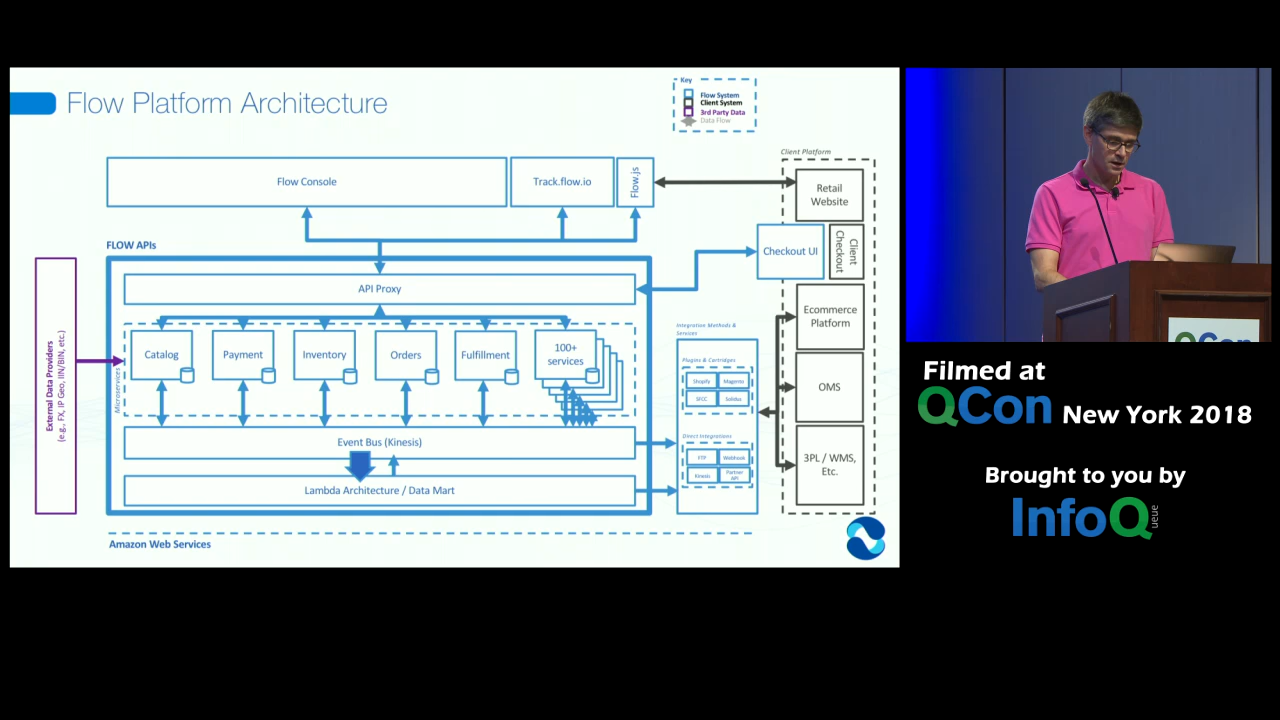 Flow Platform Architecture
Key
Flow System
Client System
3rd Party Data
Data Flow
Flow Console
Track.flow.io
Flow.js
Client Platform
Retail
Website
FLOW APIs
Checkout UI
Client
Checkout
API Proxy
Ecommerce
Platform
External Data Providers
(e.g., FX, IP Geo, IIN/BIN, etc.)
Microservices
Catalog
Payment
Inventory
Orders
Fulfillment
100+
services
Integration Methods &
Services
Plugins & Cartridges
Shopify
Magento
SFCC
Solidus
OMS
Event Bus (Kinesis)
Direct Integrations
FTP
Webhook
Kinesis
Partner
API
3PL / WMS,
Etc.
Lambda Architecture / Data Mart
Amazon Web Services
QCon
Filmed at
QCon New York 2018
Brought to you by
InfoQueue